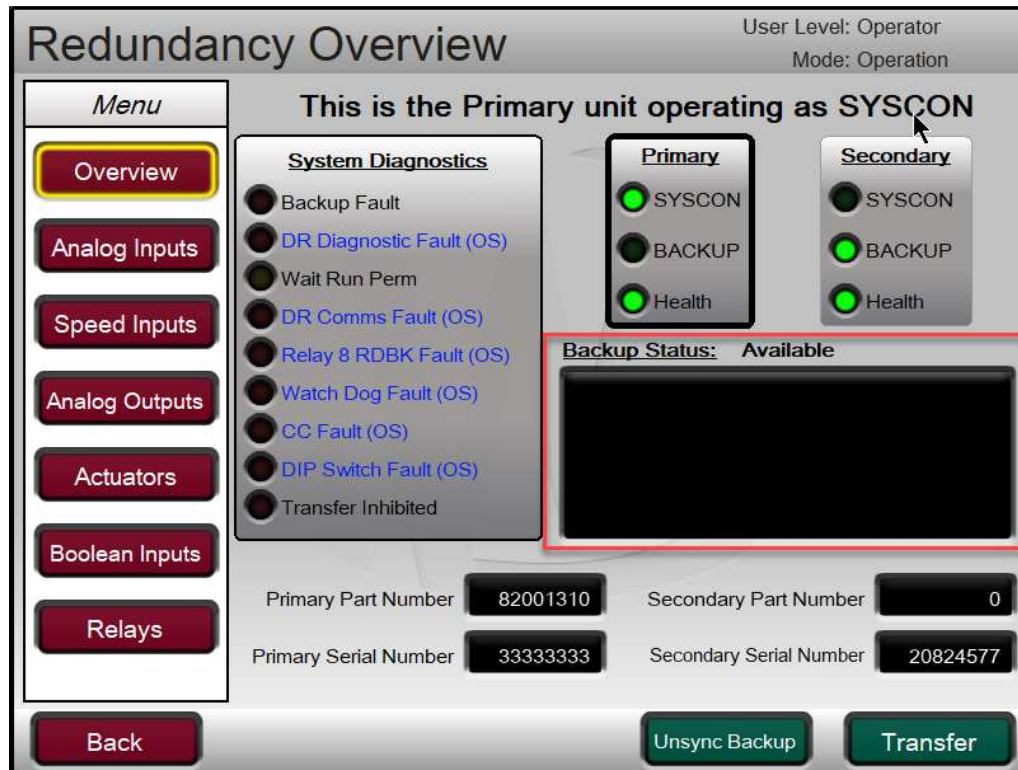 Redundancy Overview
User Level: Operator
Mode: Operation
Menu
Overview
Analog Inputs
Speed Inputs
Analog Outputs
Actuators
Boolean Inputs
Relays
This is the Primary unit operating as SYSCON
System Diagnostics
Backup Fault
DR Diagnostic Fault (OS)
Wait Run Perm
DR Comms Fault (OS)
Relay 8 RDBK Fault (OS)
Watch Dog Fault (OS)
CC Fault (OS)
DIP Switch Fault (OS)
Transfer Inhibited
Primary
SYSCON
BACKUP
Health
Secondary
SYSCON
BACKUP
Health
Backup Status: Available
Primary Part Number 82001310
Secondary Part Number 0
Primary Serial Number 33333333
Secondary Serial Number 20824577
Back
Unsync Backup
Transfer